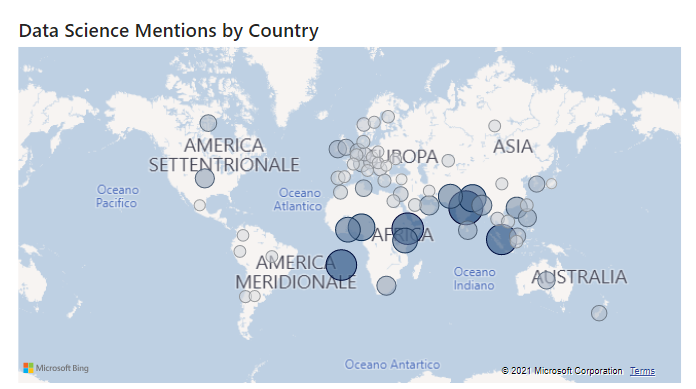 Data Science Mentions by Country
AMERICA
SETTENTRIONALE
UROPA
ASIA
Oceano
Pacifico
Oceano
Atlantico
AFRICA
AMERICA
MERIDIONALE
Oceano
Indiano
AUSTRALIA
Oceano Antartico
Microsoft Bing
© 2021 Microsoft Corporation Terms